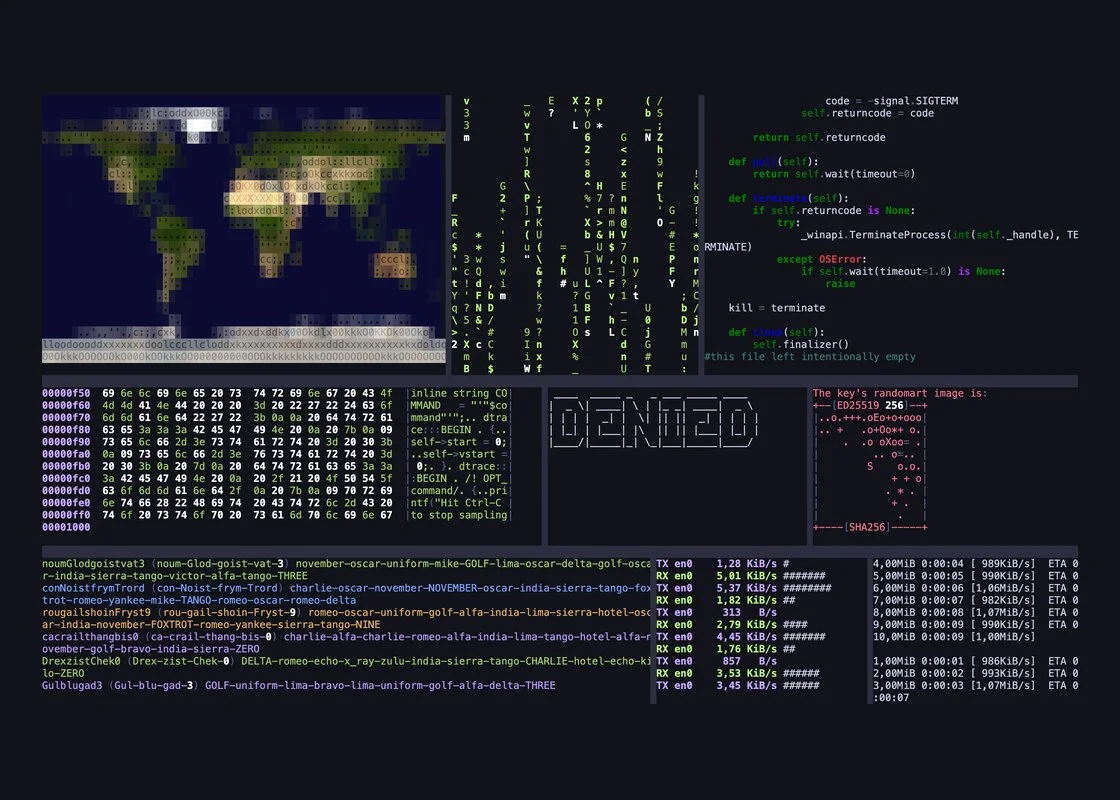 code = -signal.SIGTERM
self.returncode = code
return self.returncode
def poll(self):
return self.wait(timeout=0)
def terminate(self):
if self.returncode is None:
try:
_winapi.TerminateProcess(int(self._handle), TE
RMINATE)
except OSError:
if self.wait(timeout=1.0) is None:
raise
kill = terminate
def close(self):
self.finalizer()
#this file left intentionally empty
00000f50  69 6e 6c 69 6e 65 20 73  74 72 69 6e 67 20 43 4f  |inline string CO|
00000f60  4d 4d 41 4e 44 20 20 20  3d 20 22 27 22 24 63 6f  |MMAND   = "'"$co|
00000f70  6d 6d 61 6e 64 22 27 22  3b 0a 0a 20 64 74 72 61  |mmand"'";.. dtra|
00000f80  63 65 3a 3a 3a 42 45 47  49 4e 20 0a 20 7b 0a 09  |ce:::BEGIN . {..|
00000f90  73 65 6c 66 2d 3e 73 74  61 72 74 20 3d 20 30 3b  |self->start = 0;|
00000fa0  0a 09 73 65 6c 66 2d 3e  76 73 74 61 72 74 20 3d  |..self->vstart =|
00000fb0  20 30 3b 0a 20 7d 0a 20  64 74 72 61 63 65 3a 3a  | 0;. }. dtrace::|
00000fc0  3a 42 45 47 49 4e 20 0a  20 2f 21 20 4f 50 54 5f  |:BEGIN . /! OPT_|
00000fd0  63 6f 6d 6d 61 6e 64 2f  0a 20 7b 0a 09 70 72 69  |command/. {..pri|
00000fe0  6e 74 66 28 22 48 69 74  20 43 74 72 6c 2d 43 20  |ntf("Hit Ctrl-C |
00000ff0  74 6f 20 73 74 6f 70 20  73 61 6d 70 6c 69 6e 67  |to stop sampling|
00001000
DENIED
The key's randomart image is:
+--[ED25519 256]--+
|..o.+++.oEo+o+ooo|
|.. +   .o+Oo*+ o.|
|    .  .o oXoo= .|
|         .. o=.. |
|        S    o.o.|
|            + + o|
|           . * . |
|            + .  |
|             .   |
+----[SHA256]-----+
noumGlodgoistvat3 (noum-Glod-goist-vat-3) november-oscar-uniform-mike-GOLF-lima-oscar-delta-golf-osca
r-india-sierra-tango-victor-alfa-tango-THREE
conNoistfrymTrord (con-Noist-frym-Trord) charlie-oscar-november-NOVEMBER-oscar-india-sierra-tango-fox
trot-romeo-yankee-mike-TANGO-romeo-oscar-romeo-delta
rougailshoinFryst9 (rou-gail-shoin-Fryst-9) romeo-oscar-uniform-golf-alfa-india-lima-sierra-hotel-osc
ar-india-november-FOXTROT-romeo-yankee-sierra-tango-NINE
cacrailthangbis0 (ca-crail-thang-bis-0) charlie-alfa-charlie-romeo-alfa-india-lima-tango-hotel-alfa-n
ovember-golf-bravo-india-sierra-ZERO
DrexzistChek0 (Drex-zist-Chek-0) DELTA-romeo-echo-x_ray-zulu-india-sierra-tango-CHARLIE-hotel-echo-ki
lo-ZERO
Gulblugad3 (Gul-blu-gad-3) GOLF-uniform-lima-bravo-lima-uniform-golf-alfa-delta-THREE
TX en0    1,28 KiB/s #
RX en0    5,01 KiB/s #######
TX en0    5,37 KiB/s #######
RX en0    1,82 KiB/s ##
TX en0    313   B/s
RX en0    2,79 KiB/s ####
TX en0    4,45 KiB/s #######
RX en0    1,76 KiB/s ##
TX en0    857   B/s
RX en0    3,53 KiB/s ######
TX en0    3,45 KiB/s ######
4,00MiB 0:00:04 [ 989KiB/s]  ETA 0
5,00MiB 0:00:05 [ 990KiB/s]  ETA 0
6,00MiB 0:00:06 [1,06MiB/s]  ETA 0
7,00MiB 0:00:07 [ 982KiB/s]  ETA 0
8,00MiB 0:00:08 [1,07MiB/s]  ETA 0
9,00MiB 0:00:09 [ 990KiB/s]  ETA 0
10,0MiB 0:00:09 [1,00MiB/s]
1,00MiB 0:00:01 [ 986KiB/s]  ETA 0
2,00MiB 0:00:02 [ 993KiB/s]  ETA 0
3,00MiB 0:00:03 [1,07MiB/s]  ETA 0
:00:07